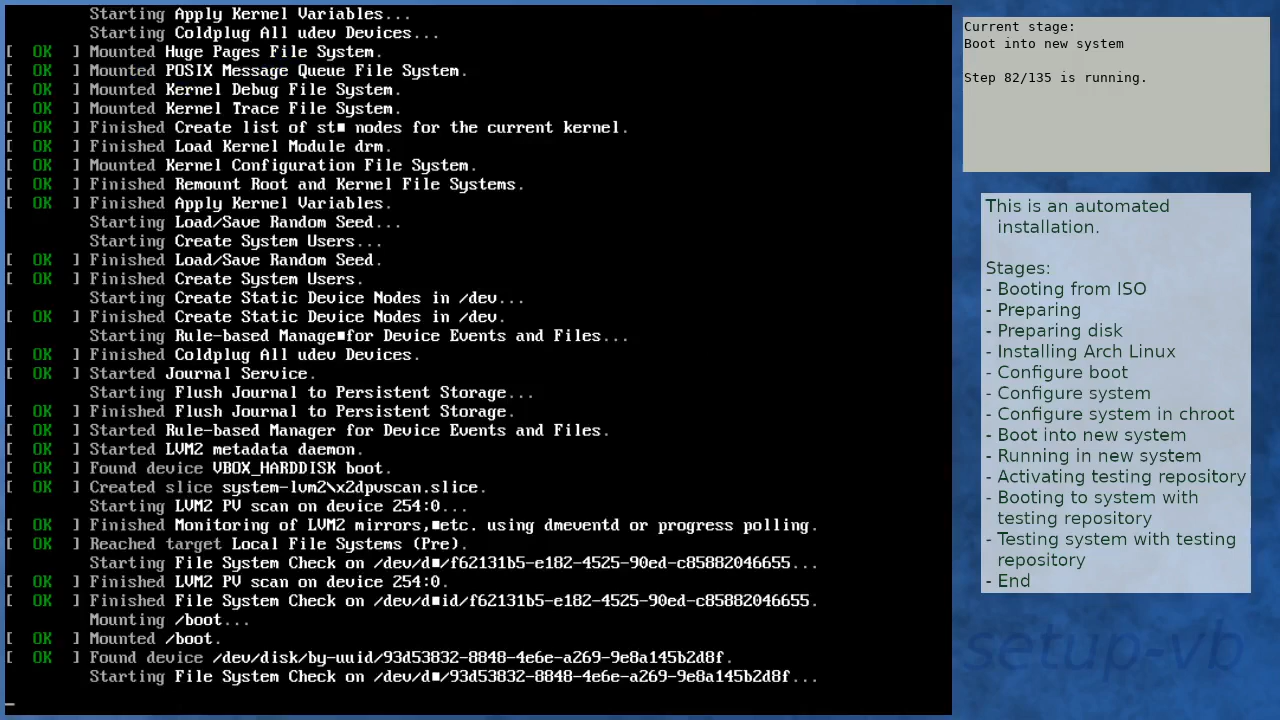 Starting Apply Kernel Variables...
Starting Coldplug All udev Devices...
[  OK  ] Mounted Huge Pages File System.
[  OK  ] Mounted POSIX Message Queue File System.
[  OK  ] Mounted Kernel Debug File System.
[  OK  ] Mounted Kernel Trace File System.
[  OK  ] Finished Create list of st■ nodes for the current kernel.
[  OK  ] Finished Load Kernel Module drm.
[  OK  ] Mounted Kernel Configuration File System.
[  OK  ] Finished Remount Root and Kernel File Systems.
[  OK  ] Finished Apply Kernel Variables.
Starting Load/Save Random Seed...
Starting Create System Users...
[  OK  ] Finished Load/Save Random Seed.
[  OK  ] Finished Create System Users.
Starting Create Static Device Nodes in /dev...
[  OK  ] Finished Create Static Device Nodes in /dev.
Starting Rule-based Manage■for Device Events and Files...
[  OK  ] Finished Coldplug All udev Devices.
[  OK  ] Started Journal Service.
Starting Flush Journal to Persistent Storage...
[  OK  ] Finished Flush Journal to Persistent Storage.
[  OK  ] Started Rule-based Manager for Device Events and Files.
[  OK  ] Started LVM2 metadata daemon.
[  OK  ] Found device VBOX_HARDDISK boot.
[  OK  ] Created slice system-lvm2\x2dpvscan.slice.
Starting LVM2 PV scan on device 254:0...
[  OK  ] Finished Monitoring of LVM2 mirrors,■etc. using dmeventd or progress polling.
[  OK  ] Reached target Local File Systems (Pre).
Starting File System Check on /dev/d■/f62131b5-e182-4525-90ed-c85882046655...
[  OK  ] Finished LVM2 PV scan on device 254:0.
[  OK  ] Finished File System Check on /dev/d■id/f62131b5-e182-4525-90ed-c85882046655.
Mounting /boot...
[  OK  ] Mounted /boot.
[  OK  ] Found device /dev/disk/by-uuid/93d53832-8848-4e6e-a269-9e8a145b2d8f.
Starting File System Check on /dev/d■/93d53832-8848-4e6e-a269-9e8a145b2d8f...
_
Current stage:
Boot into new system
Step 82/135 is running.
This is an automated
installation.
Stages:
- Booting from ISO
- Preparing
- Preparing disk
- Installing Arch Linux
- Configure boot
- Configure system
- Configure system in chroot
- Boot into new system
- Running in new system
- Activating testing repository
- Booting to system with
testing repository
- Testing system with testing
repository
- End
setup-vb